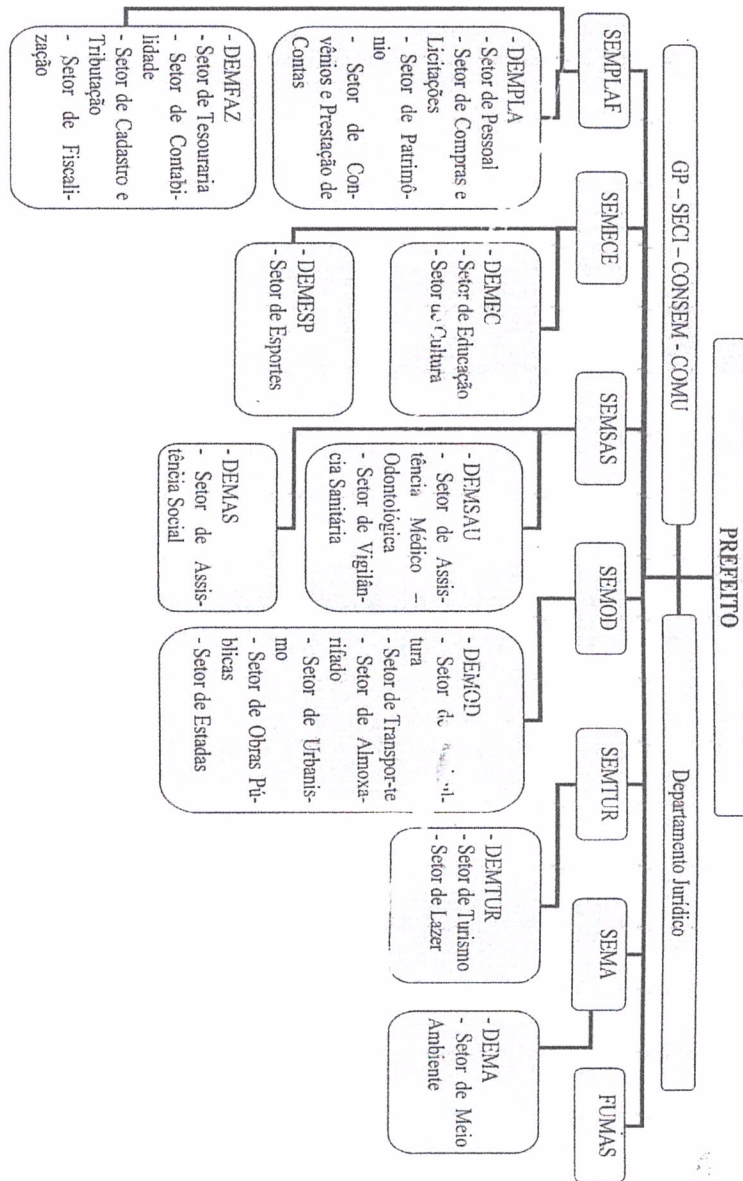 PREFEITO
GP – SECI – CONSEM - COMU
Departamento Jurídico
SEMPLAF
SEMECE
SEMSAS
SEMOD
SEMTUR
SEMA
FUMAS
- DEMPLA
- Setor de Pessoal
- Setor de Compras e
Licitações
- Setor de Patrimô-
nio
- Setor de Con-
vênios e Prestação de
Contas
- DEMFAZ
- Setor de Tesouraria
- Setor de Contabi-
lidade
- Setor de Cadastro e
Tributação
- Setor de Fiscali-
zação
- DEMEC
- Setor de Educação
- Setor de Cultura
- DEMESP
- Setor de Esportes
DEMSAU
- Setor de Assis-
tência Médico –
Odontológica
- Setor de Vigilân-
cia Sanitária
- DEMAS
- Setor de Assis-
tência Social
- DEMOD
- Setor de
tura
- Setor de Transpor-te
- Setor de Almoxa-
rifado
- Setor de Urbanis-
mo
- Setor de Obras Pú-
blicas
- Setor de Estadas
- DEMTUR
- Setor de Turismo
- Setor de Lazer
- DEMA
- Setor de Meio
Ambiente